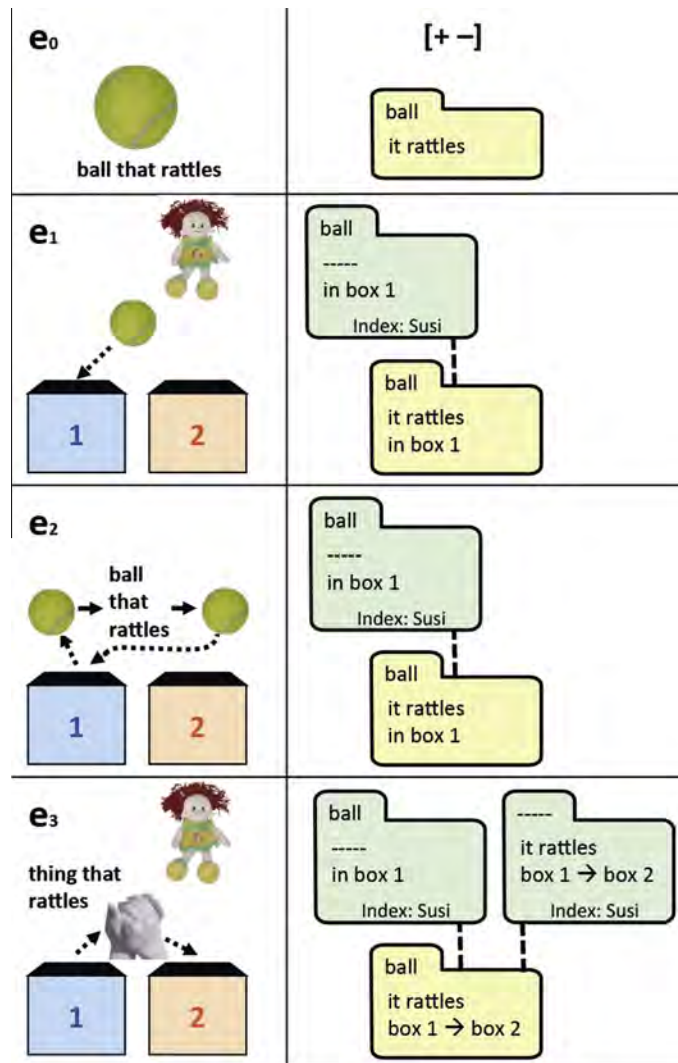 e0
[+ −]
ball that rattles
ball
it rattles
e1
1
2
ball
-----
in box 1
Index: Susi
ball
it rattles
in box 1
e2
ball
that
rattles
1
2
ball
-----
in box 1
Index: Susi
ball
it rattles
in box 1
e3
thing that
rattles
1
2
ball
-----
in box 1
Index: Susi
-----
it rattles
box 1 → box 2
Index: Susi
ball
it rattles
box 1 → box 2